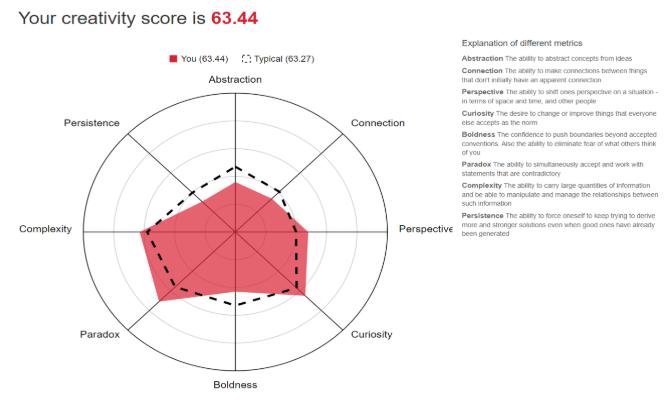 Your creativity score is 63.44
You (63.44) Typical (63.27)
Abstraction
Persistence
Connection
Complexity
Perspective
Paradox
Curiosity
Boldness
Explanation of different metrics
Abstraction The ability to abstract concepts from ideas
Connection The ability to make connections between things
that don't initially have an apparent connection
Perspective The ability to shift ones perspective on a situation -
in terms of space and time, and other people
Curiosity The desire to change or improve things that everyone
else accepts as the norm
Boldness The confidence to push boundaries beyond accepted
conventions. Also the ability to eliminate fear of what others think
of you
Paradox The ability to simultaneously accept and work with
statements that are contradictory
Complexity The ability to carry large quantities of information
and be able to manipulate and manage the relationships between
such information
Persistence The ability to force oneself to keep trying to derive
more and stronger solutions even when good ones have already
been generated